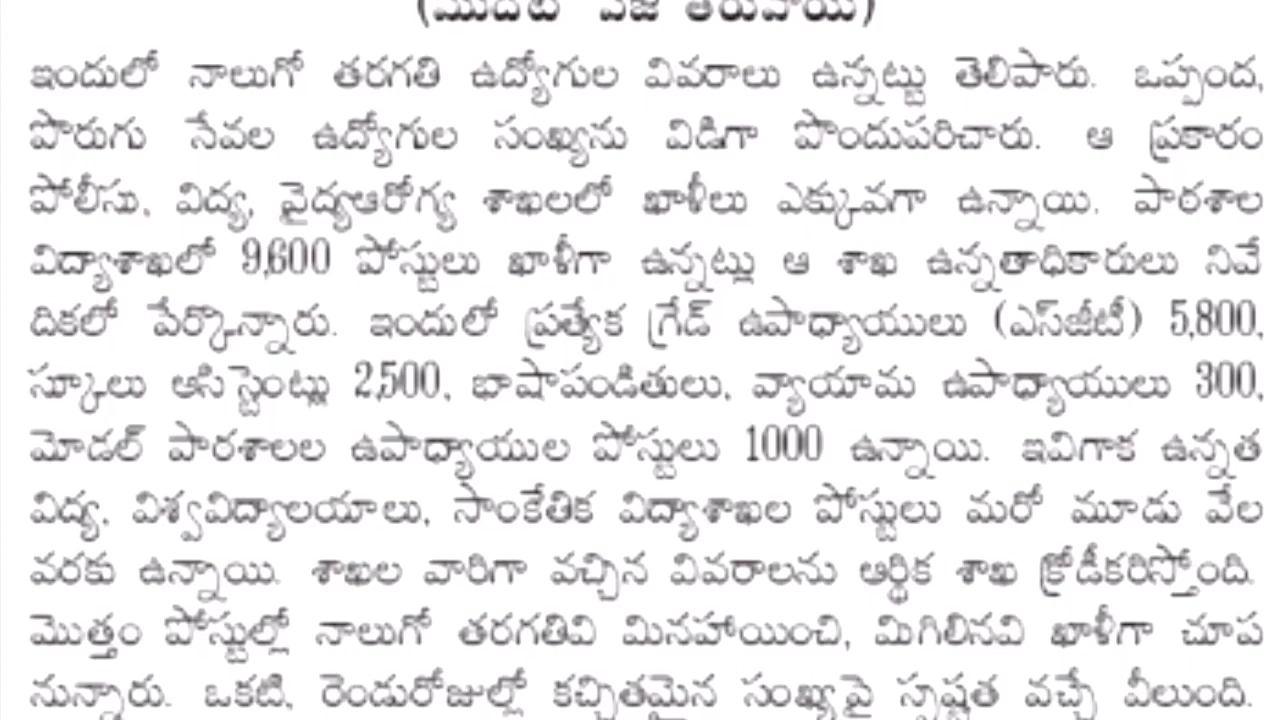 (మొదటి పేజీ తరువాయి)
ఇందులో నాలుగో తరగతి ఉద్యోగుల వివరాలు ఉన్నట్టు తెలిపారు. ఒప్పంద,
పొరుగు సేవల ఉద్యోగుల సంఖ్యను విడిగా పొందుపరిచారు. ఆ ప్రకారం
పోలీసు, విద్య, వైద్యఆరోగ్య శాఖలలో ఖాళీలు ఎక్కువగా ఉన్నాయి. పాఠశాల
విద్యాశాఖలో 9,600 పోస్టులు ఖాళీగా ఉన్నట్లు ఆ శాఖ ఉన్నతాధికారులు నివే
దికలో పేర్కొన్నారు. ఇందులో ప్రత్యేక గ్రేడ్ ఉపాధ్యాయులు (ఎస్‌జీటీ) 5,800,
స్కూలు ఆసిస్టెంట్లు 2,500, భాషాపండితులు, వ్యాయామ ఉపాధ్యాయులు 300,
మోడల్ పాఠశాలల ఉపాధ్యాయుల పోస్టులు 1000 ఉన్నాయి. ఇవిగాక ఉన్నత
విద్య, విశ్వవిద్యాలయాలు, సాంకేతిక విద్యాశాఖల పోస్టులు మరో మూడు వేల
వరకు ఉన్నాయి. శాఖల వారిగా వచ్చిన వివరాలను ఆర్థిక శాఖ క్రోడీకరిస్తోంది.
మొత్తం పోస్టుల్లో నాలుగో తరగతివి మినహాయించి, మిగిలినవి ఖాళీగా చూప
నున్నారు. ఒకటి, రెండురోజుల్లో కచ్చితమైన సంఖ్యపై స్పష్టత వచ్చే వీలుంది.